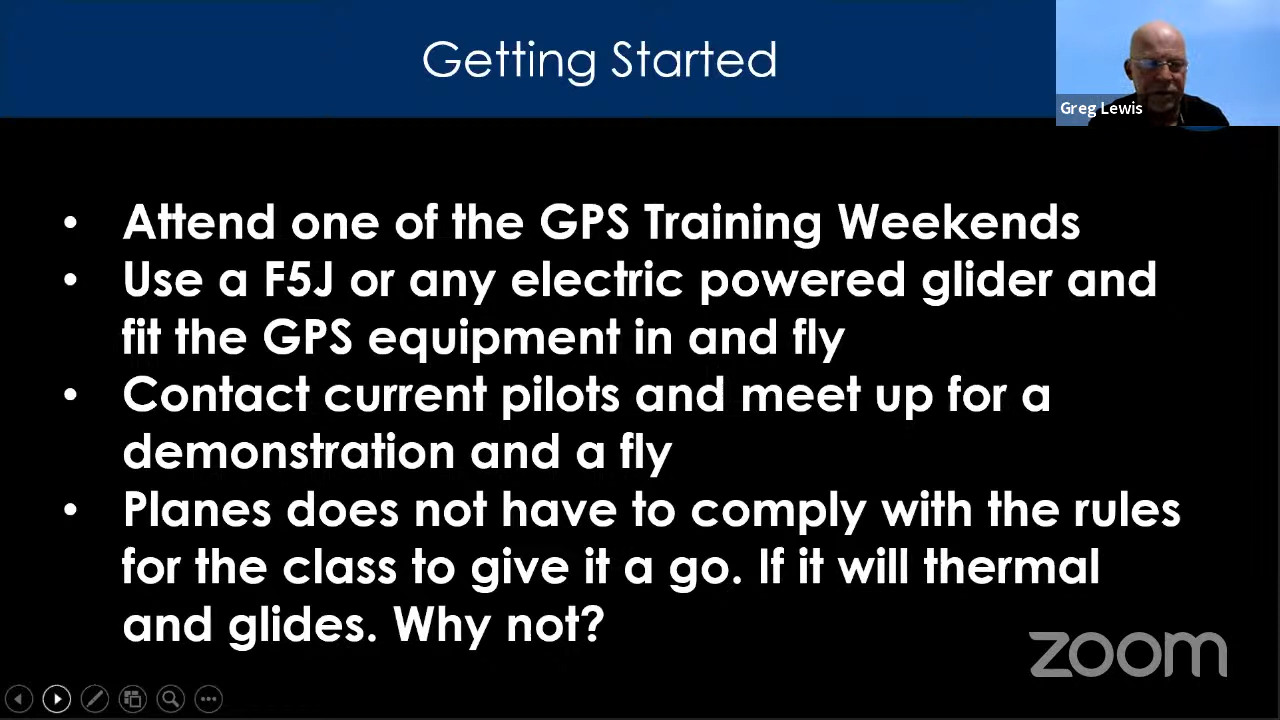 Getting Started
Greg Lewis
• Attend one of the GPS Training Weekends
• Use a F5J or any electric powered glider and
fit the GPS equipment in and fly
• Contact current pilots and meet up for a
demonstration and a fly
• Planes does not have to comply with the rules
for the class to give it a go. If it will thermal
and glides. Why not?
zoom